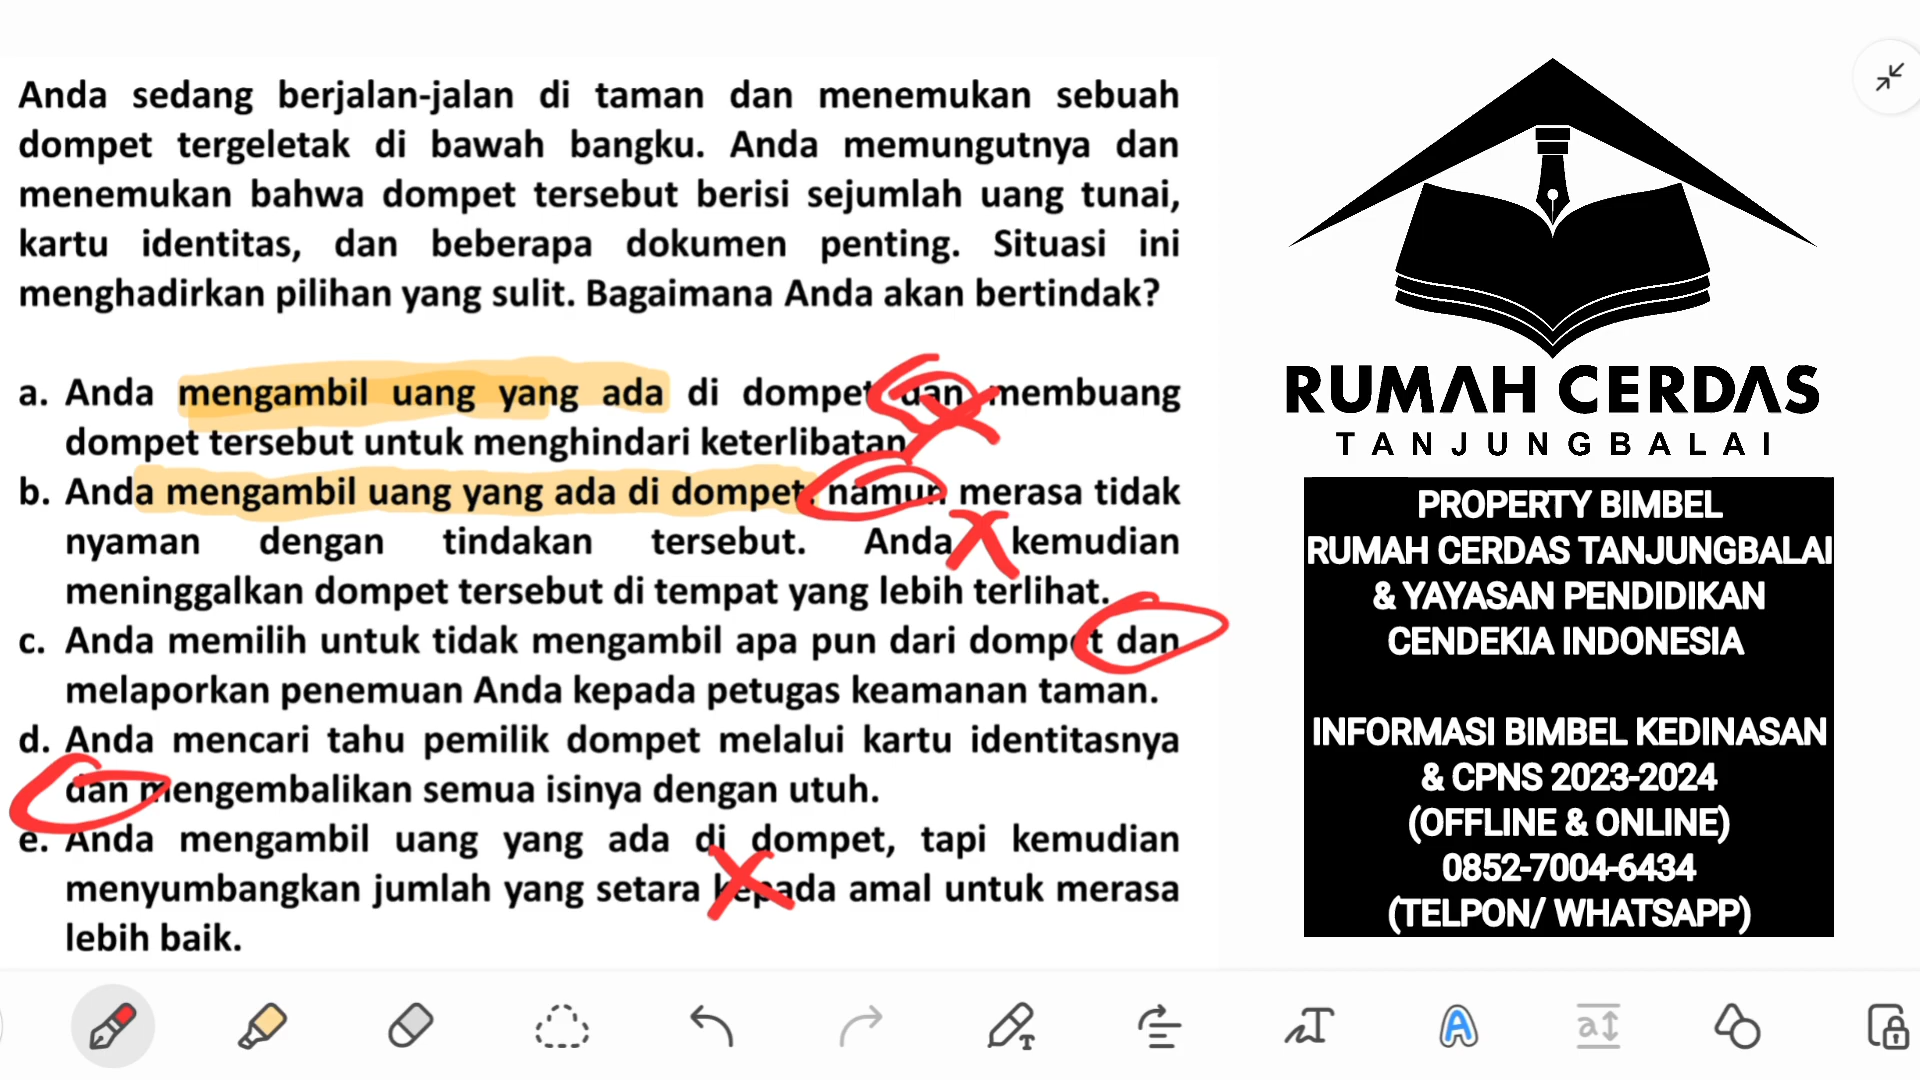 Anda sedang berjalan-jalan di taman dan menemukan sebuah
dompet tergeletak di bawah bangku. Anda memungutnya dan
menemukan bahwa dompet tersebut berisi sejumlah uang tunai,
kartu identitas, dan beberapa dokumen penting. Situasi ini
menghadirkan pilihan yang sulit. Bagaimana Anda akan bertindak?
a. Anda mengambil uang yang ada di dompet dan membuang
dompet tersebut untuk menghindari keterlibatan.
b. Anda mengambil uang yang ada di dompet, namun merasa tidak
nyaman dengan tindakan tersebut. Anda kemudian
meninggalkan dompet tersebut di tempat yang lebih terlihat.
c. Anda memilih untuk tidak mengambil apa pun dari dompet dan
melaporkan penemuan Anda kepada petugas keamanan taman.
d. Anda mencari tahu pemilik dompet melalui kartu identitasnya
dan mengembalikan semua isinya dengan utuh.
e. Anda mengambil uang yang ada di dompet, tapi kemudian
menyumbangkan jumlah yang setara kepada amal untuk merasa
lebih baik.
RUMAH CERDAS
TANJUNGBALAI
PROPERTY BIMBEL
RUMAH CERDAS TANJUNGBALAI
& YAYASAN PENDIDIKAN
CENDEKIA INDONESIA
INFORMASI BIMBEL KEDINASAN
& CPNS 2023-2024
(OFFLINE & ONLINE)
0852-7004-6434
(TELPON/ WHATSAPP)